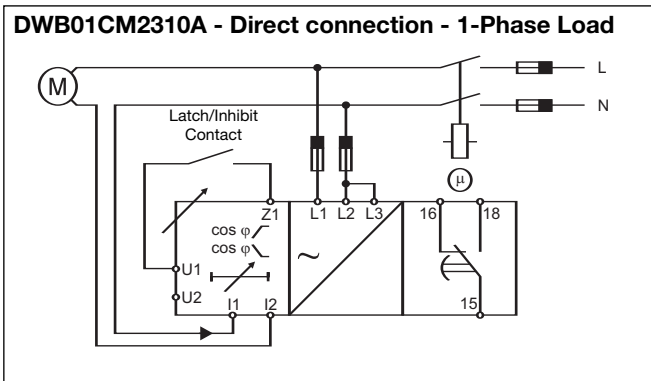 DWB01CM2310A - Direct connection - 1-Phase Load
M
L
N
Latch/Inhibit
Contact
μ
Z1
L1
L2
L3
16
18
cos φ
cos φ
~
U1
U2
I1
I2
15